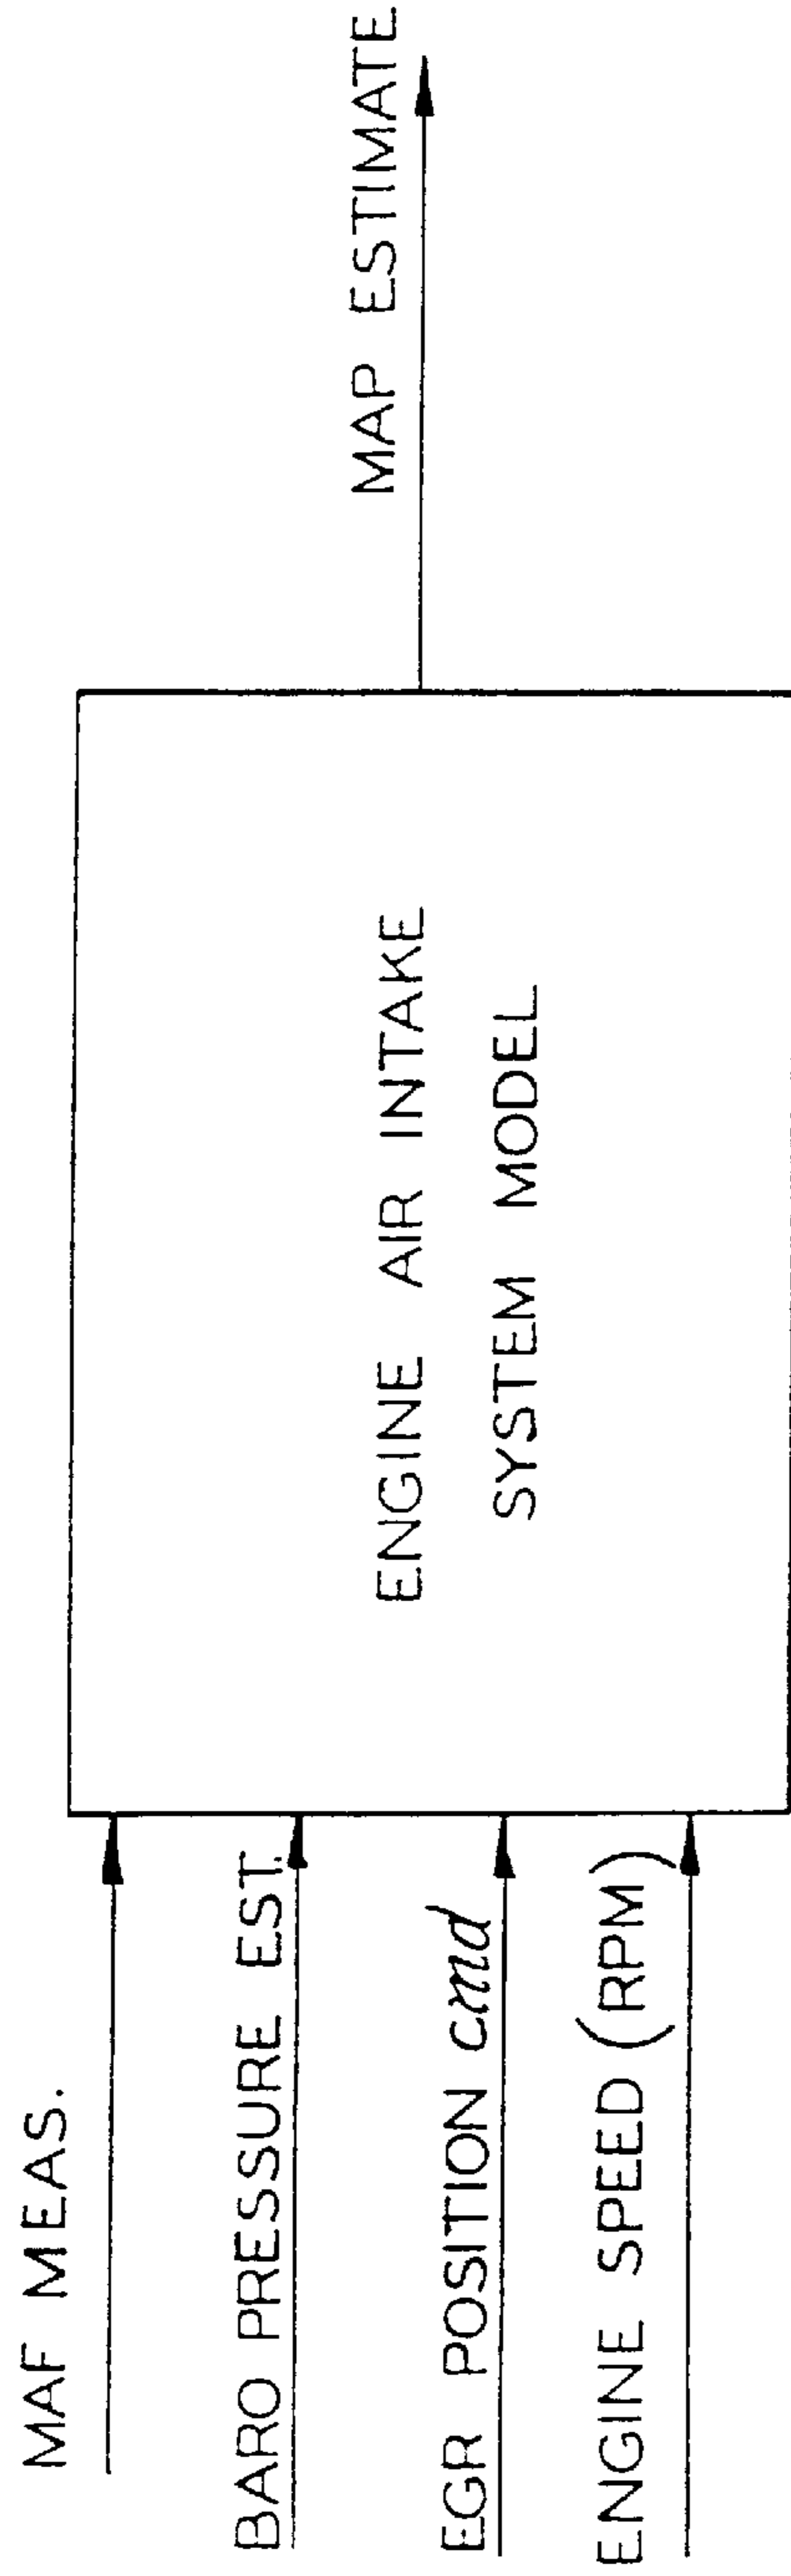 MAF MEAS.
BARO PRESSURE EST.
EGR POSITION cmd
ENGINE SPEED (RPM)
ENGINE AIR INTAKE
SYSTEM MODEL
MAP ESTIMATE